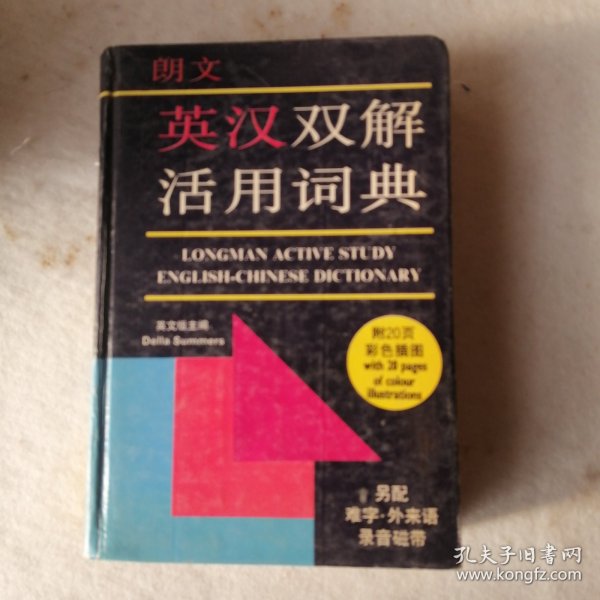 朗文
英汉双解
活用词典
LONGMAN ACTIVE STUDY
ENGLISH-CHINESE DICTIONARY
英文版主编
Della Summers
附20页
彩色插图
with 20 pages
of colour
illustrations
另配
难字·外来语
录音磁带
孔夫子旧书网
www.kongfz.com